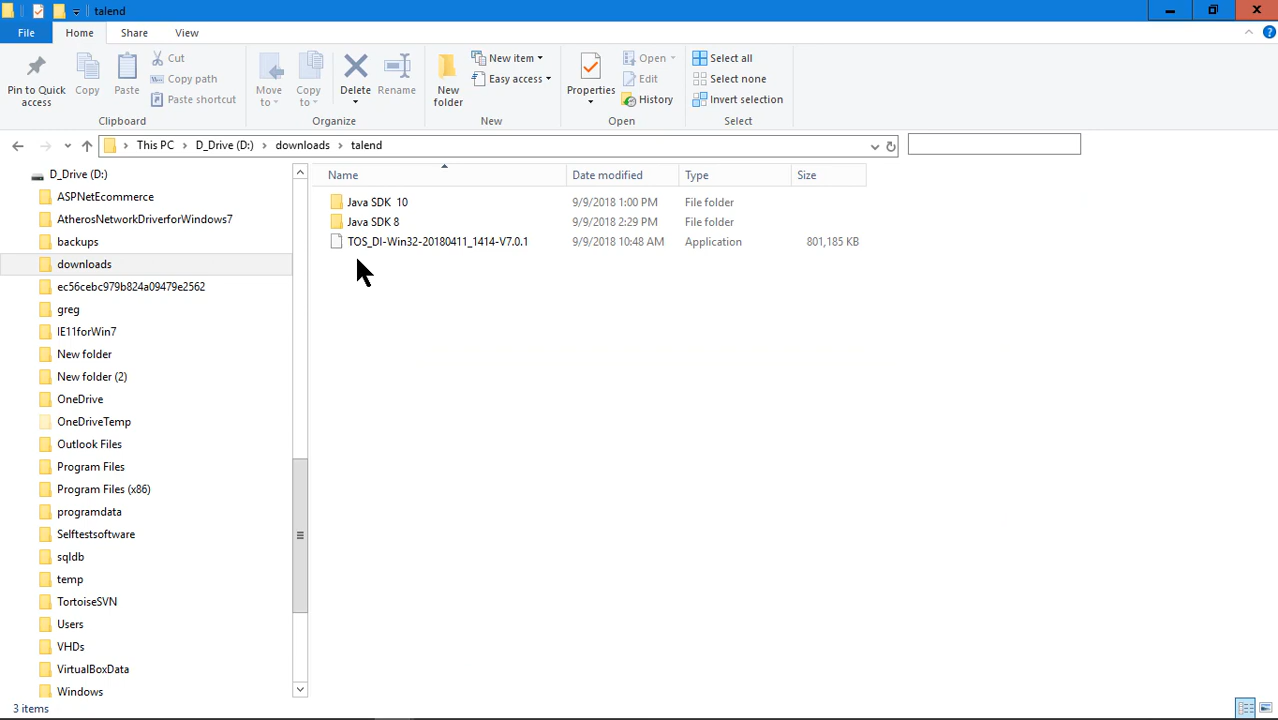 talend
File Home Share View
Pin to Quick access
Copy
Paste
Cut
Copy path
Paste shortcut
Clipboard
Move to
Copy to
Delete
Rename
Organize
New folder
New item
Easy access
New
Properties
Open
Edit
History
Open
Select all
Select none
Invert selection
Select
This PC D_Drive (D:) downloads talend
D_Drive (D:)
ASPNetEcommerce
AtherosNetworkDriverforWindows7
backups
downloads
ec56cebc979b824a09479e2562
greg
IE11forWin7
New folder
New folder (2)
OneDrive
OneDriveTemp
Outlook Files
Program Files
Program Files (x86)
programdata
Selftestsoftware
sqldb
temp
TortoiseSVN
Users
VHDs
VirtualBoxData
Windows
Name Date modified Type Size
Java SDK  10 9/9/2018 1:00 PM File folder
Java SDK 8 9/9/2018 2:29 PM File folder
TOS_DI-Win32-20180411_1414-V7.0.1 9/9/2018 10:48 AM Application 801,185 KB
3 items